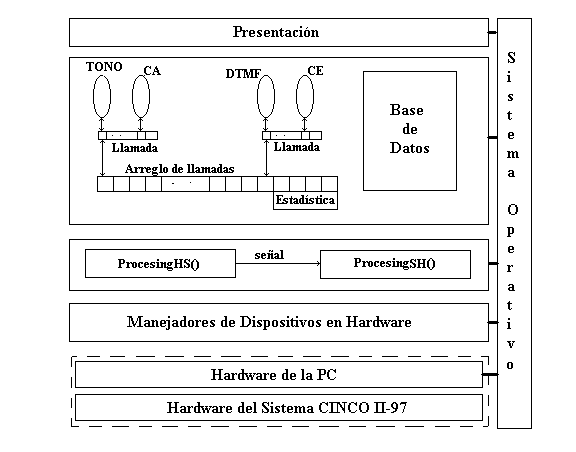 Presentación
TONO
CA
DTMF
CE
Base
de
Datos
Llamada
Llamada
Arreglo de llamadas
Estadística
ProcesingHS()
señal
ProcesingSH()
Manejadores de Dispositivos en Hardware
Hardware de la PC
Hardware del Sistema CINCO II-97
Sistema Operativo